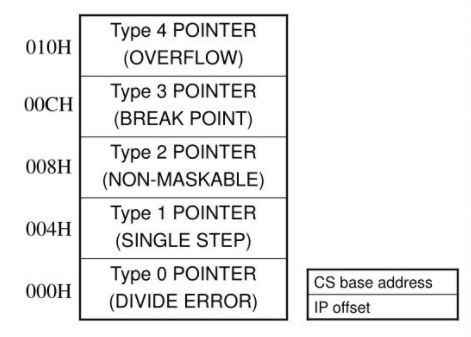 010H
Type 4 POINTER
(OVERFLOW)
00CH
Type 3 POINTER
(BREAK POINT)
008H
Type 2 POINTER
(NON-MASKABLE)
004H
Type 1 POINTER
(SINGLE STEP)
000H
Type 0 POINTER
(DIVIDE ERROR)
CS base address
IP offset